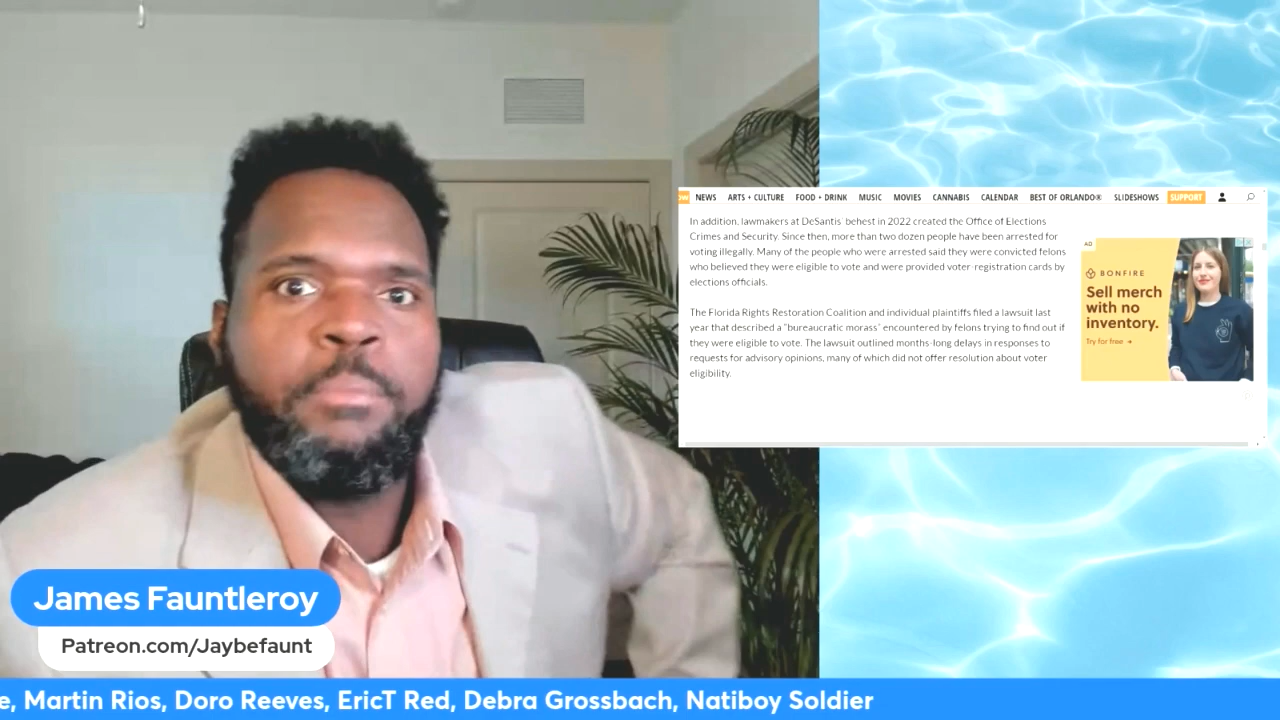 NEWS ARTS + CULTURE FOOD + DRINK MUSIC MOVIES CANNABIS CALENDAR BEST OF ORLANDO® SLIDESHOWS SUPPORT
In addition, lawmakers at DeSantis' behest in 2022 created the Office of Elections
Crimes and Security. Since then, more than two dozen people have been arrested for
voting illegally. Many of the people who were arrested said they were convicted felons
who believed they were eligible to vote and were provided voter-registration cards by
elections officials.
The Florida Rights Restoration Coalition and individual plaintiffs filed a lawsuit last
year that described a "bureaucratic morass" encountered by felons trying to find out if
they were eligible to vote. The lawsuit outlined months-long delays in responses to
requests for advisory opinions, many of which did not offer resolution about voter
eligibility.
AD
BONFIRE
Sell merch
with no
inventory.
Try for free →
James Fauntleroy
Patreon.com/Jaybefaunt
e, Martin Rios, Doro Reeves, EricT Red, Debra Grossbach, Natiboy Soldier